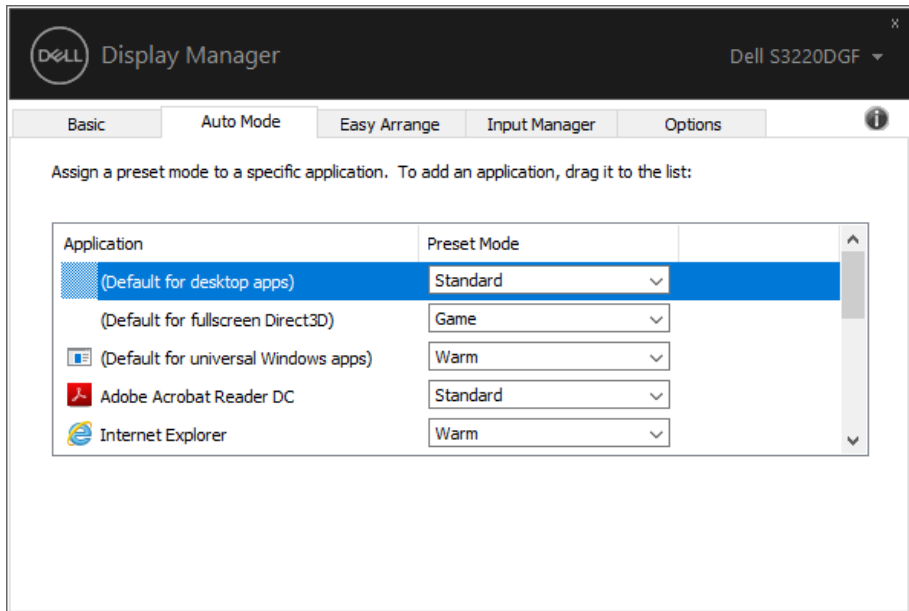 x
DELL Display Manager Dell S3220DGF
Basic Auto Mode Easy Arrange Input Manager Options
Assign a preset mode to a specific application. To add an application, drag it to the list:
Application Preset Mode
(Default for desktop apps) Standard
(Default for fullscreen Direct3D) Game
(Default for universal Windows apps) Warm
Adobe Acrobat Reader DC Standard
Internet Explorer Warm